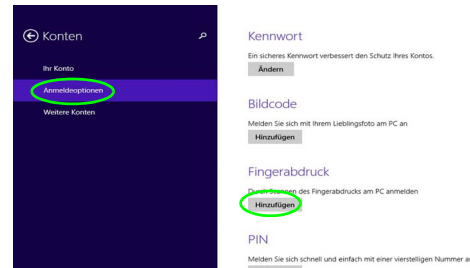 Konten
Ihr Konto
Anmeldeoptionen
Weitere Konten
Kennwort
Ein sicheres Kennwort verbessert den Schutz Ihres Kontos.
Ändern
Bildcode
Melden Sie sich mit Ihrem Lieblingsfoto am PC an
Hinzufügen
Fingerabdruck
Durch Scannen des Fingerabdrucks am PC anmelden
Hinzufügen
PIN
Melden Sie sich schnell und einfach mit einer vierstelligen Nummer